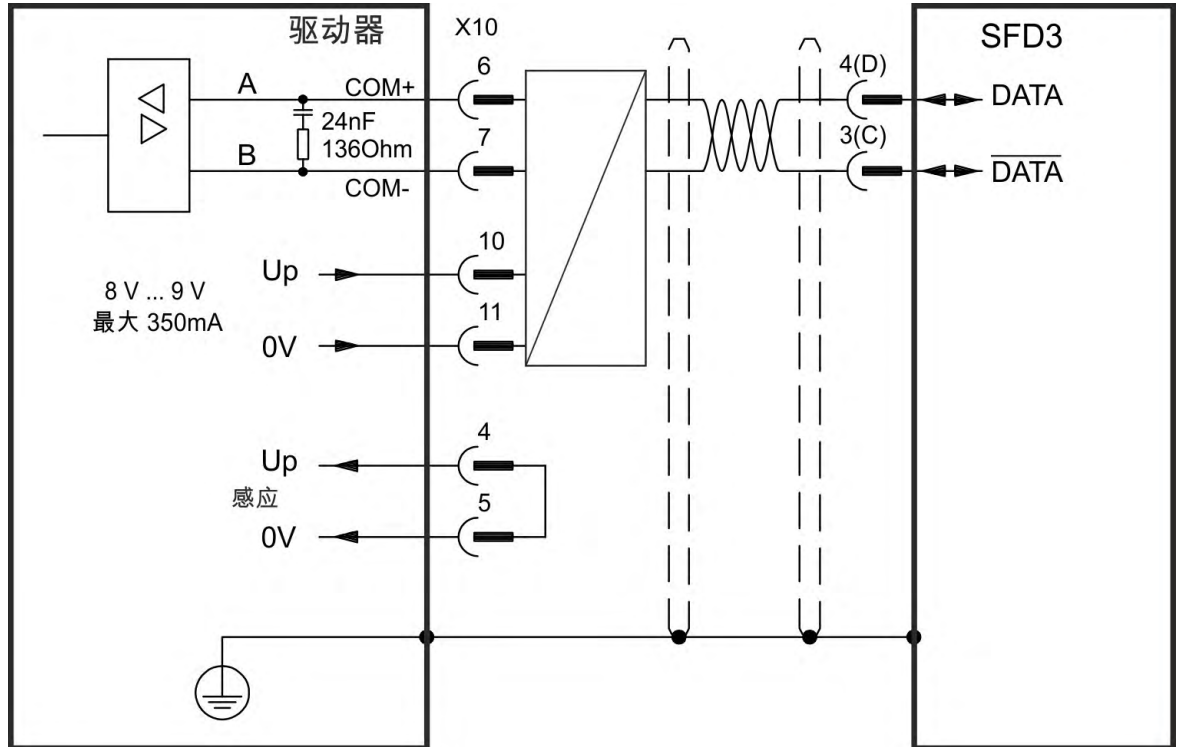 驱动器
X10
SFD3
6
4(D)
A
COM+
DATA
24nF
136Ohm
7
3(C)
B
COM-
DATA
10
Up
8 V ... 9 V
最大 350mA
11
0V
4
Up
感应
5
0V